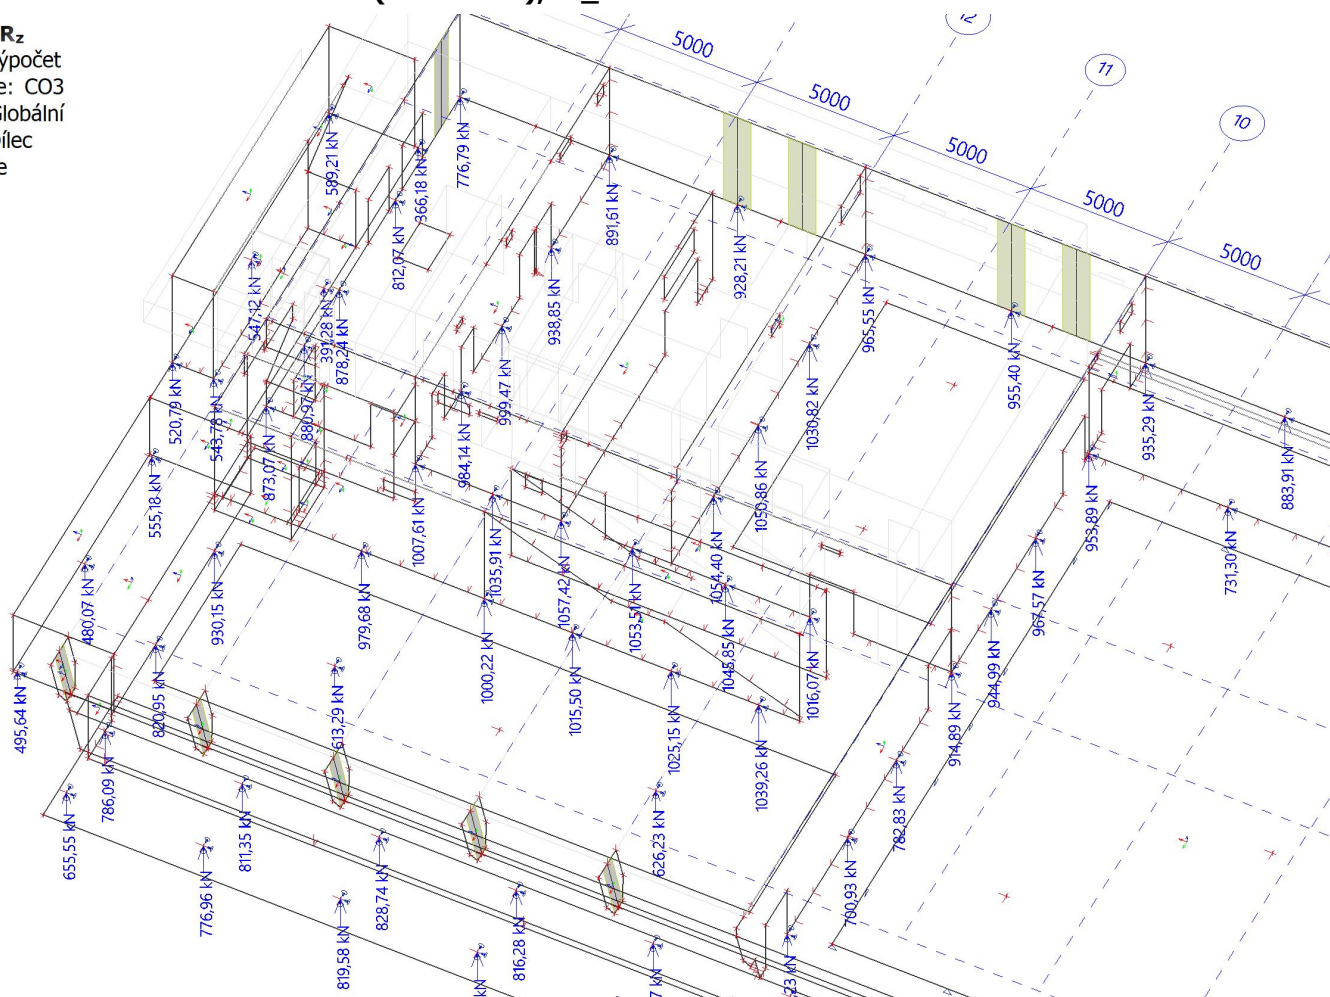 Rz
ýpočet
e: CO3
Globální
ílec
e
12
11
10
5000
5000
5000
5000
5000
589,21 kN
366,18 kN
776,79 kN
812,07 kN
891,61 kN
928,21 kN
938,85 kN
965,55 kN
547,12 kN
391,28 kN
878,24 kN
999,47 kN
955,40 kN
520,79 kN
543,78 kN
880,97 kN
873,07 kN
984,14 kN
1030,82 kN
935,29 kN
883,91 kN
555,18 kN
1007,61 kN
1035,91 kN
1050,86 kN
1054,40 kN
953,89 kN
731,30 kN
480,07 kN
930,15 kN
979,68 kN
1057,42 kN
1053,51 kN
1045,85 kN
967,57 kN
944,99 kN
495,64 kN
820,95 kN
613,29 kN
1000,22 kN
1015,50 kN
1016,07 kN
914,89 kN
786,09 kN
1025,15 kN
1039,26 kN
655,55 kN
811,35 kN
626,23 kN
782,83 kN
776,96 kN
828,74 kN
700,93 kN
819,58 kN
816,28 kN
kN
7 kN
23 kN